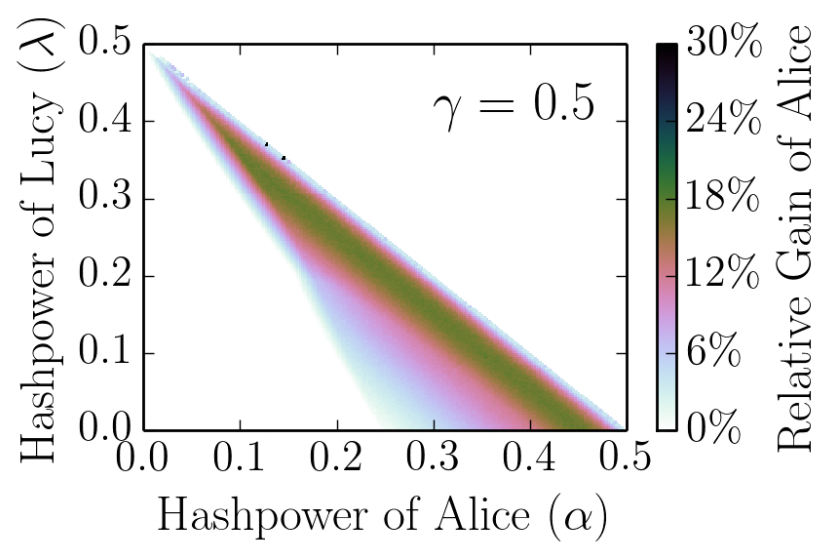 Hashpower of Lucy (λ)
0.5
0.4
0.3
0.2
0.1
0.0
γ = 0.5
0.0 0.1 0.2 0.3 0.4 0.5
Hashpower of Alice (α)
30%
24%
18%
12%
6%
0%
Relative Gain of Alice